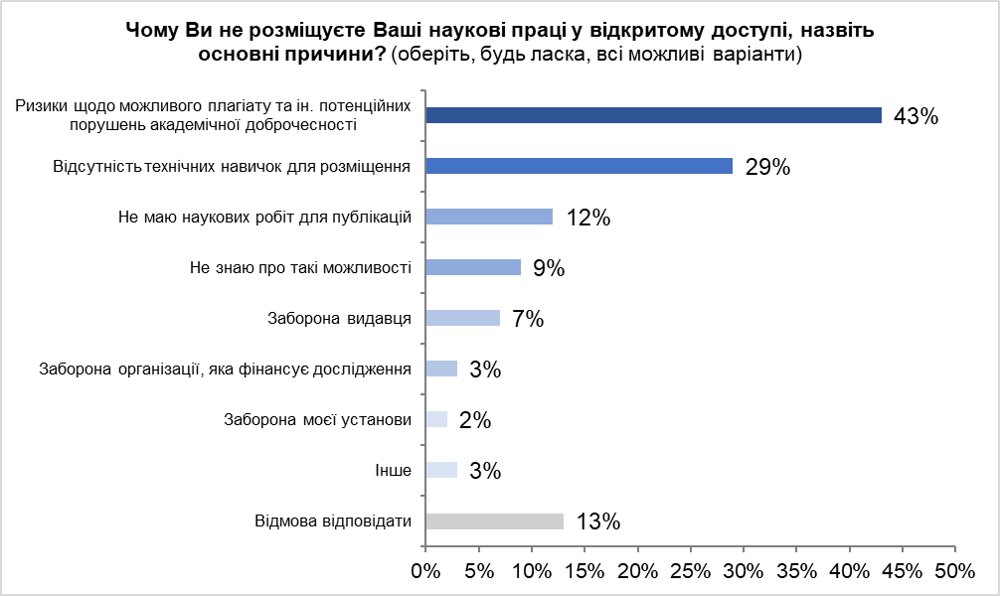 Чому Ви не розміщуєте Ваші наукові праці у відкритому доступі, назвіть
основні причини? (оберіть, будь ласка, всі можливі варіанти)
Ризики щодо можливого плагіату та ін. потенційних
порушень академічної доброчесності
43%
Відсутність технічних навичок для розміщення
29%
Не маю наукових робіт для публікацій
12%
Не знаю про такі можливості
9%
Заборона видавця
7%
Заборона організації, яка фінансує дослідження
3%
Заборона моєї установи
2%
Інше
3%
Відмова відповідати
13%
0% 5% 10% 15% 20% 25% 30% 35% 40% 45% 50%